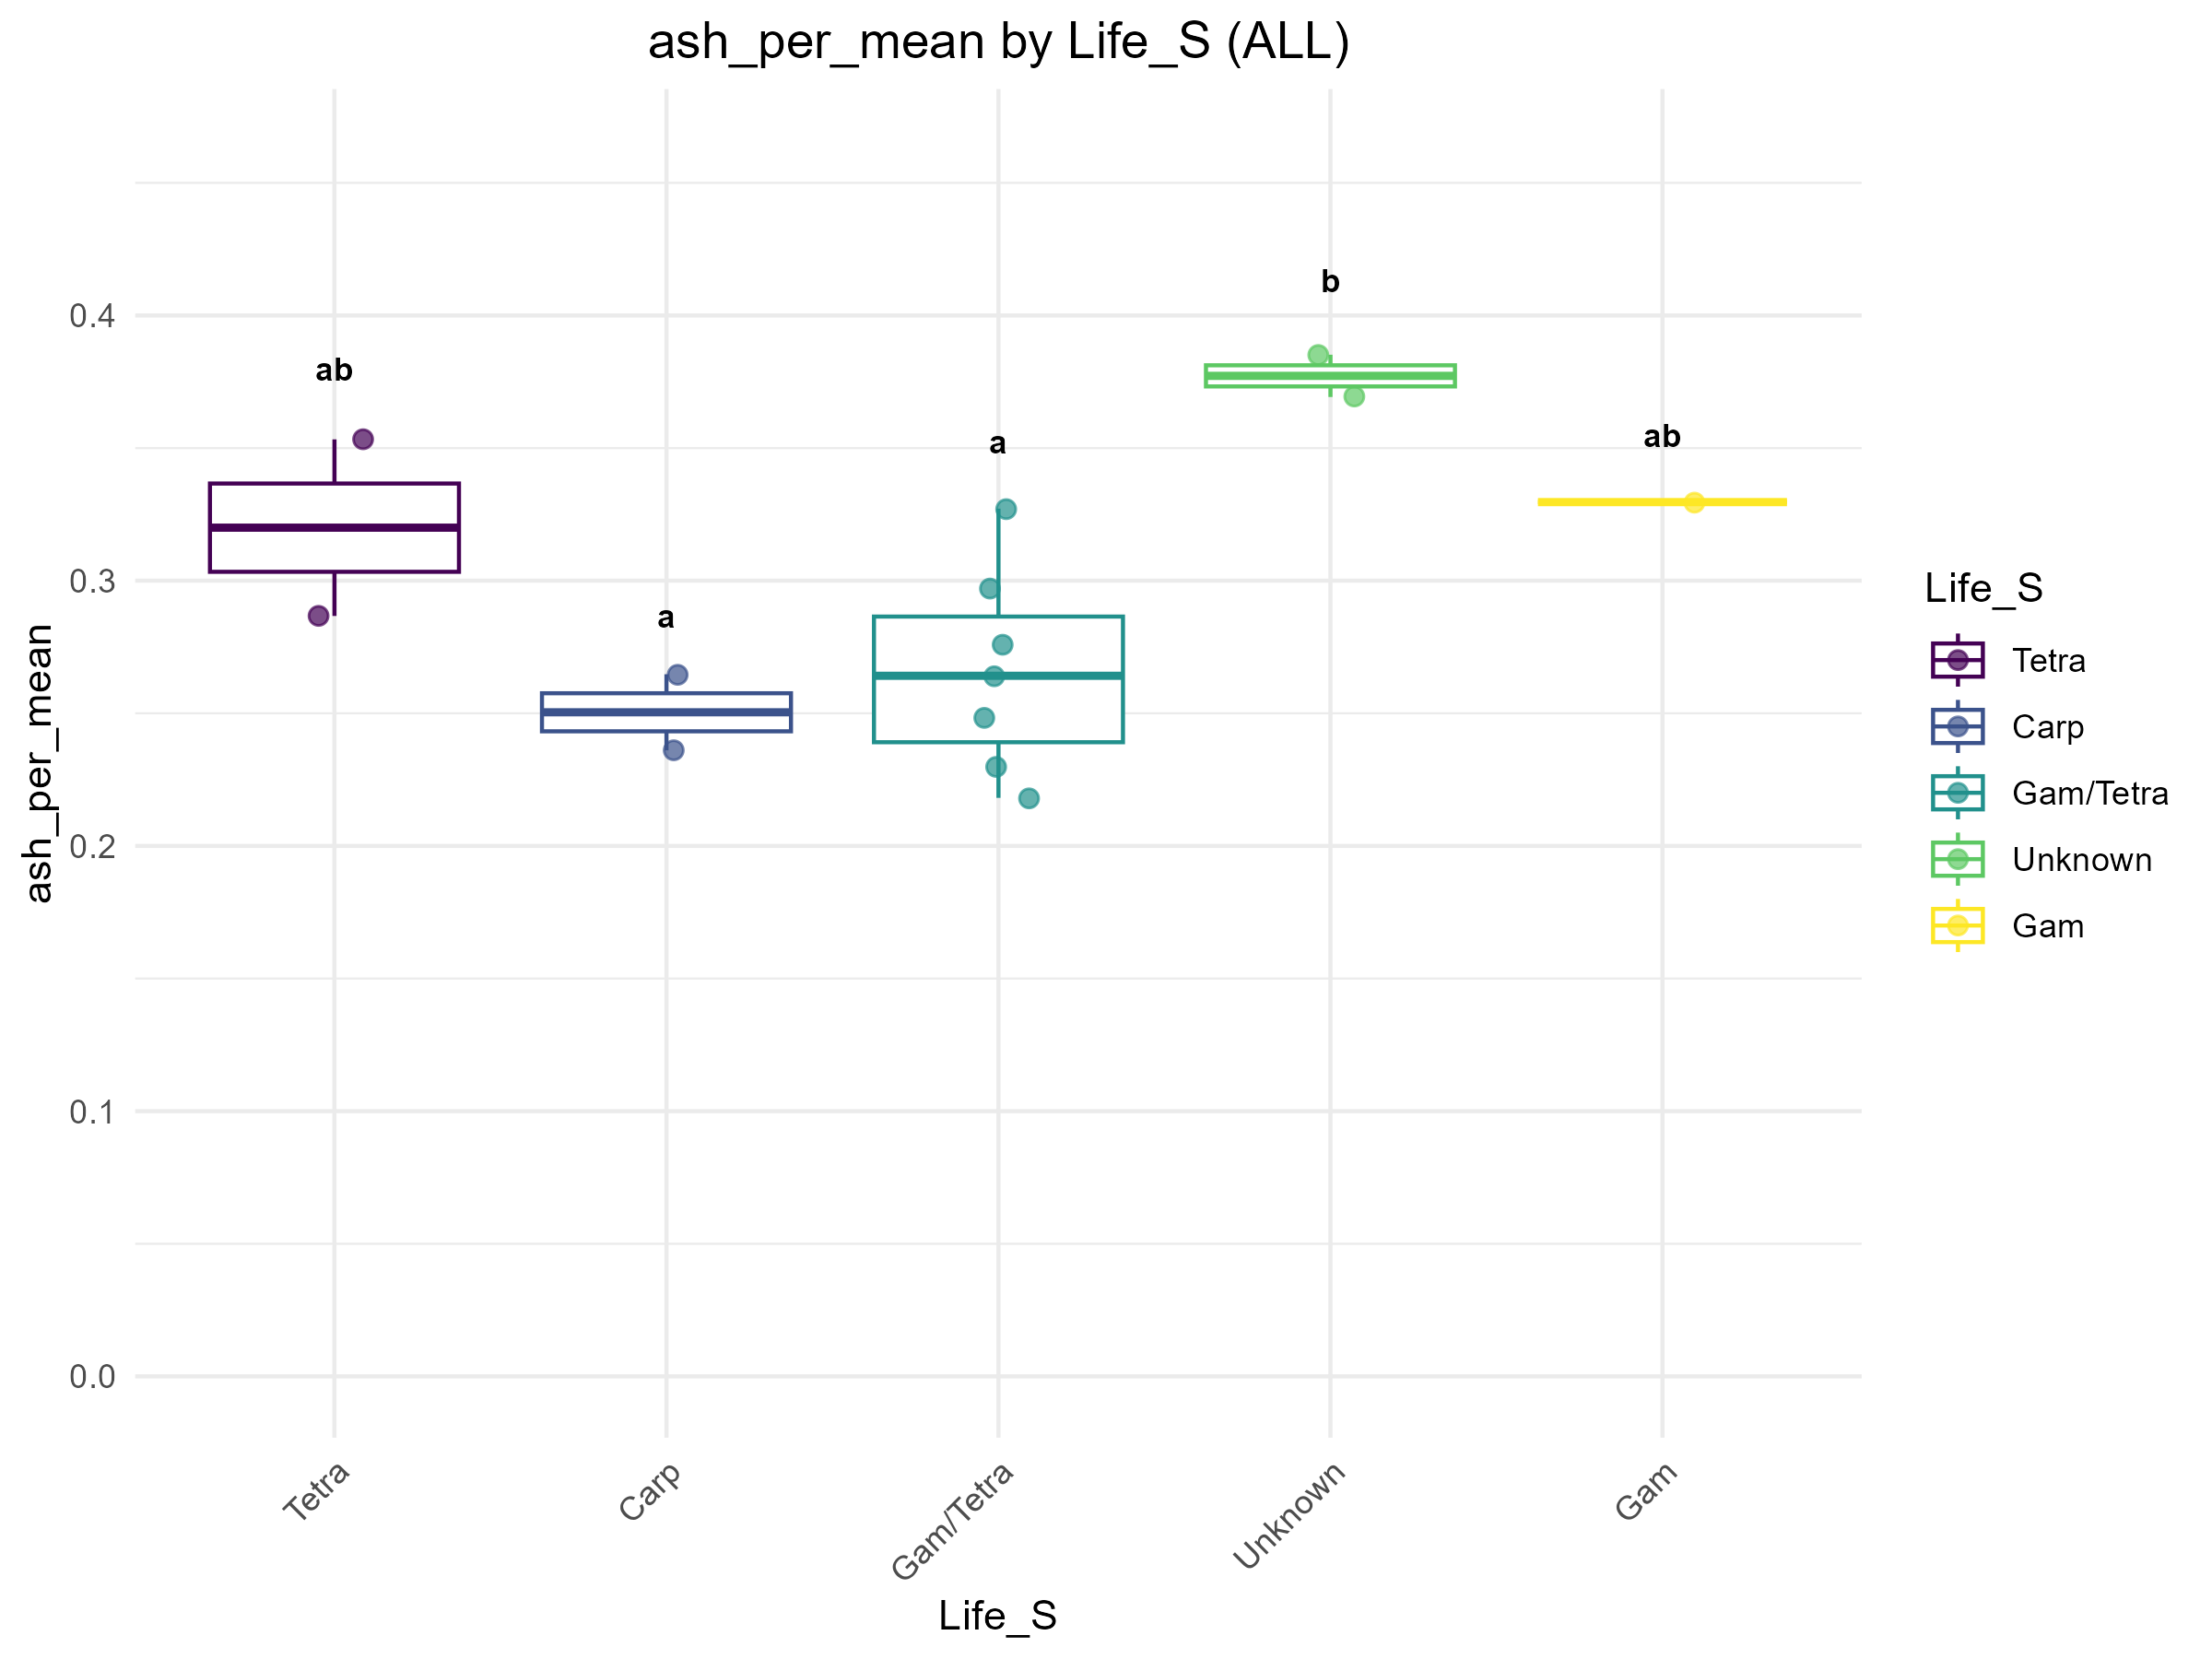 ash_per_mean by Life_S (ALL)
ash_per_mean
0.4
0.3
0.2
0.1
0.0
ab
a
a
b
ab
Tetra
Carp
Gam/Tetra
Unknown
Gam
Life_S
Life_S
Tetra
Carp
Gam/Tetra
Unknown
Gam